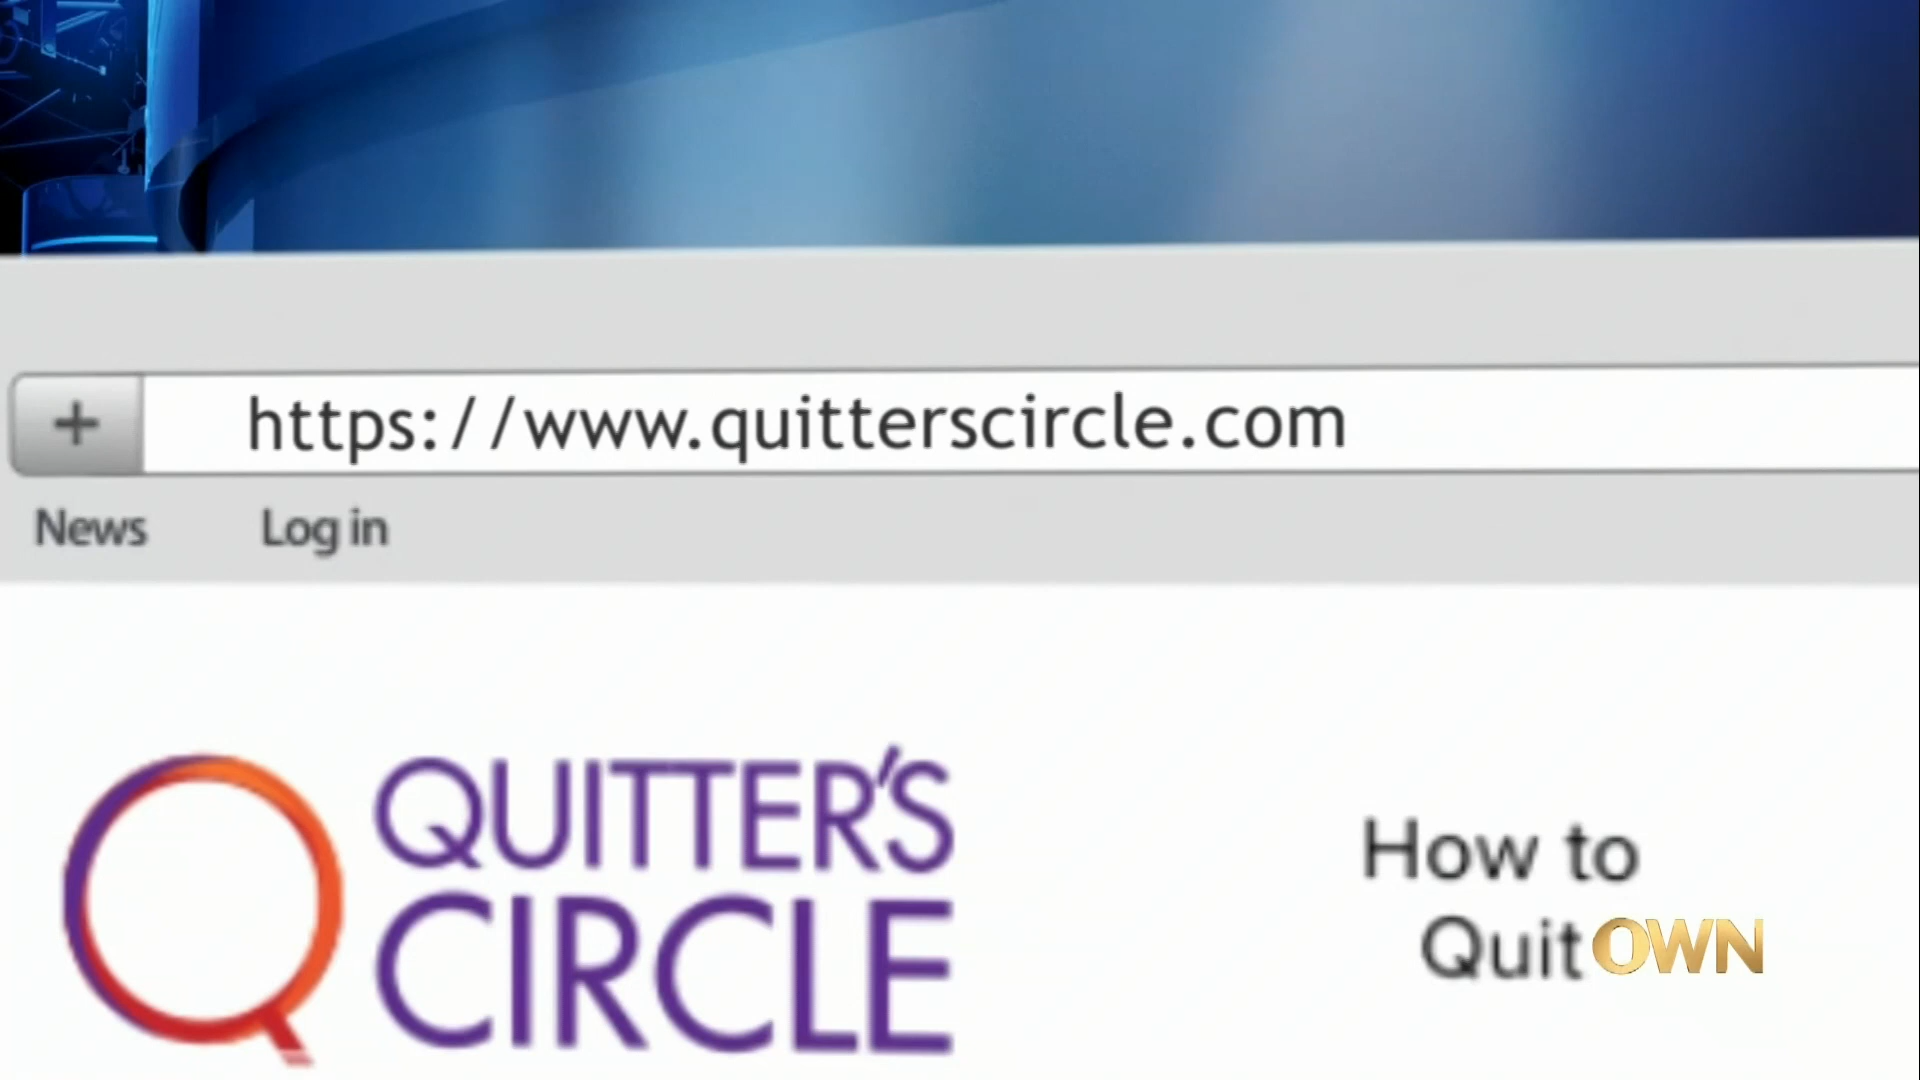 +
https://www.quitterscircle.com
News Log in
QUITTER'S
CIRCLE
How to
Quit
OWN